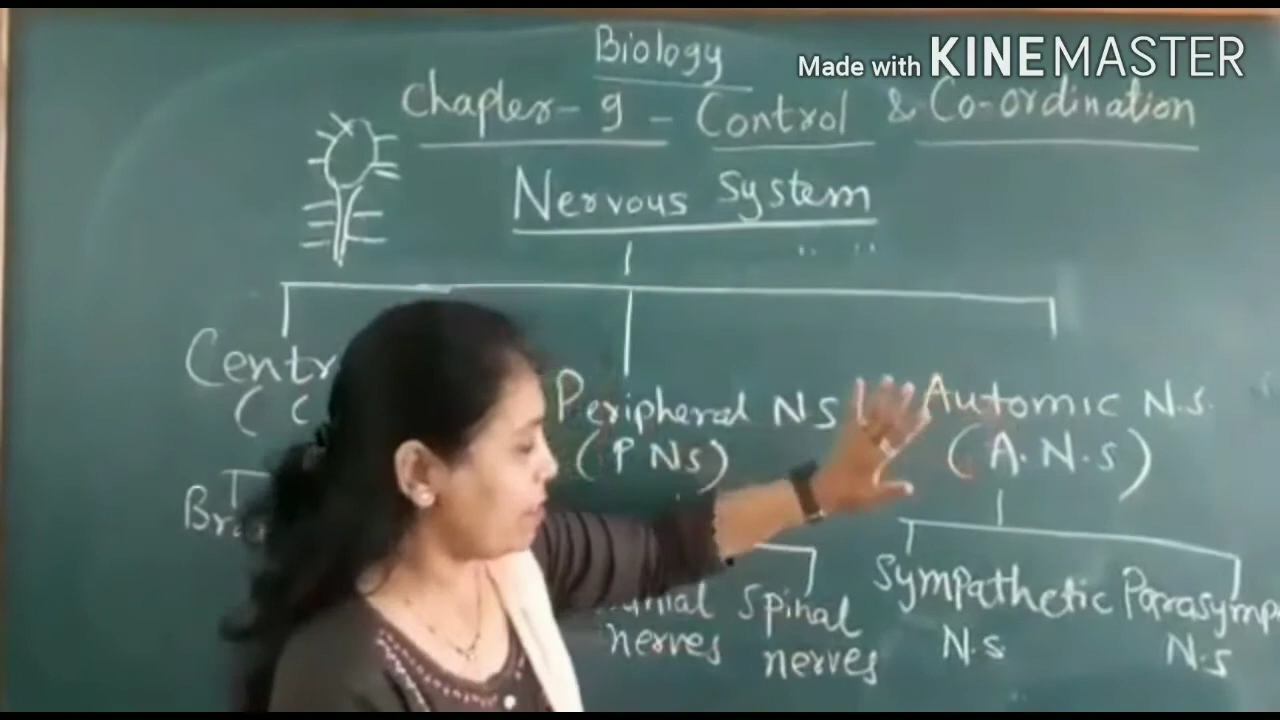 Made with KINEMASTER
Biology
Chapter - 9 - Control & Co-ordination
Nervous System
Peripheral NS
Automic N.S.
(PNS)
(A.N.S)
Spinal
nerves
nerves
Sympathetic
N.S.
N.S